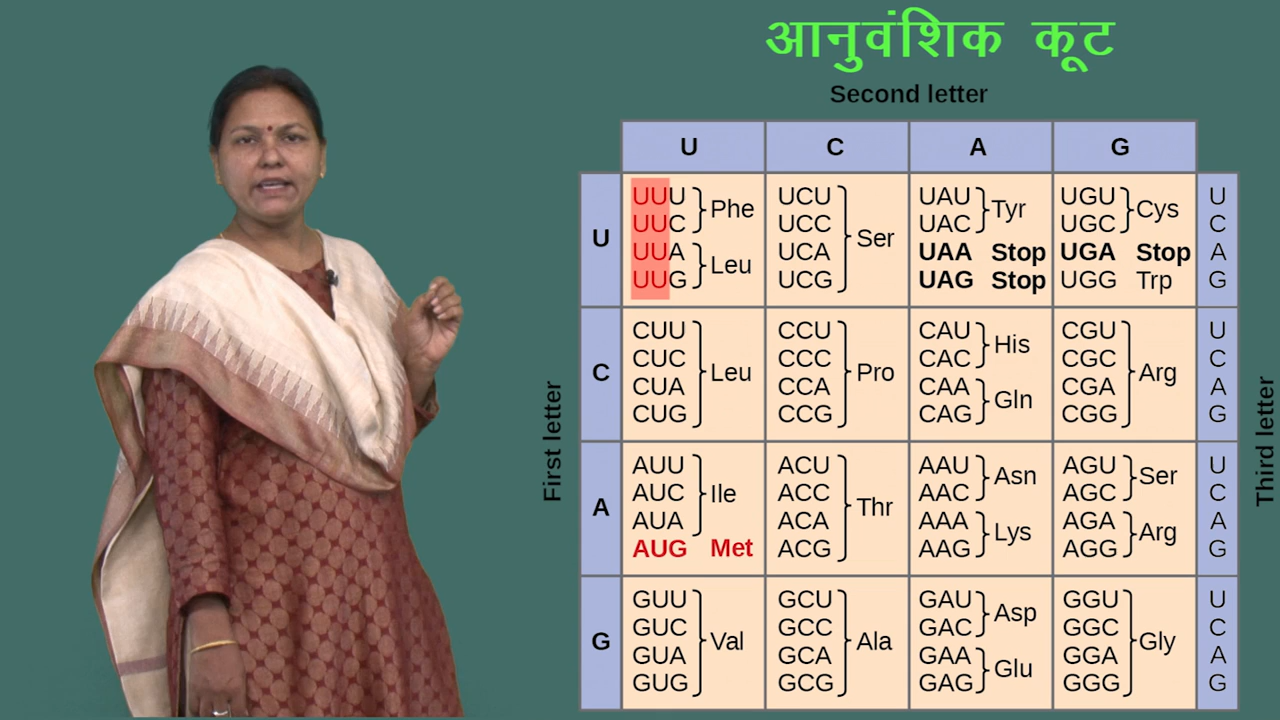 आनुवंशिक कूट
Second letter
U C A G
First letter
Third letter
U
UUU
UUC
Phe
UUA
UUG
Leu
UCU
UCC
UCA
UCG
Ser
UAU
UAC
Tyr
UAA Stop
UAG Stop
UGU
UGC
Cys
UGA Stop
UGG Trp
U
C
A
G
C
CUU
CUC
CUA
CUG
Leu
CCU
CCC
CCA
CCG
Pro
CAU
CAC
His
CAA
CAG
Gln
CGU
CGC
CGA
CGG
Arg
U
C
A
G
A
AUU
AUC
AUA
Ile
AUG Met
ACU
ACC
ACA
ACG
Thr
AAU
AAC
Asn
AAA
AAG
Lys
AGU
AGC
Ser
AGA
AGG
Arg
U
C
A
G
G
GUU
GUC
GUA
GUG
Val
GCU
GCC
GCA
GCG
Ala
GAU
GAC
Asp
GAA
GAG
Glu
GGU
GGC
GGA
GGG
Gly
U
C
A
G